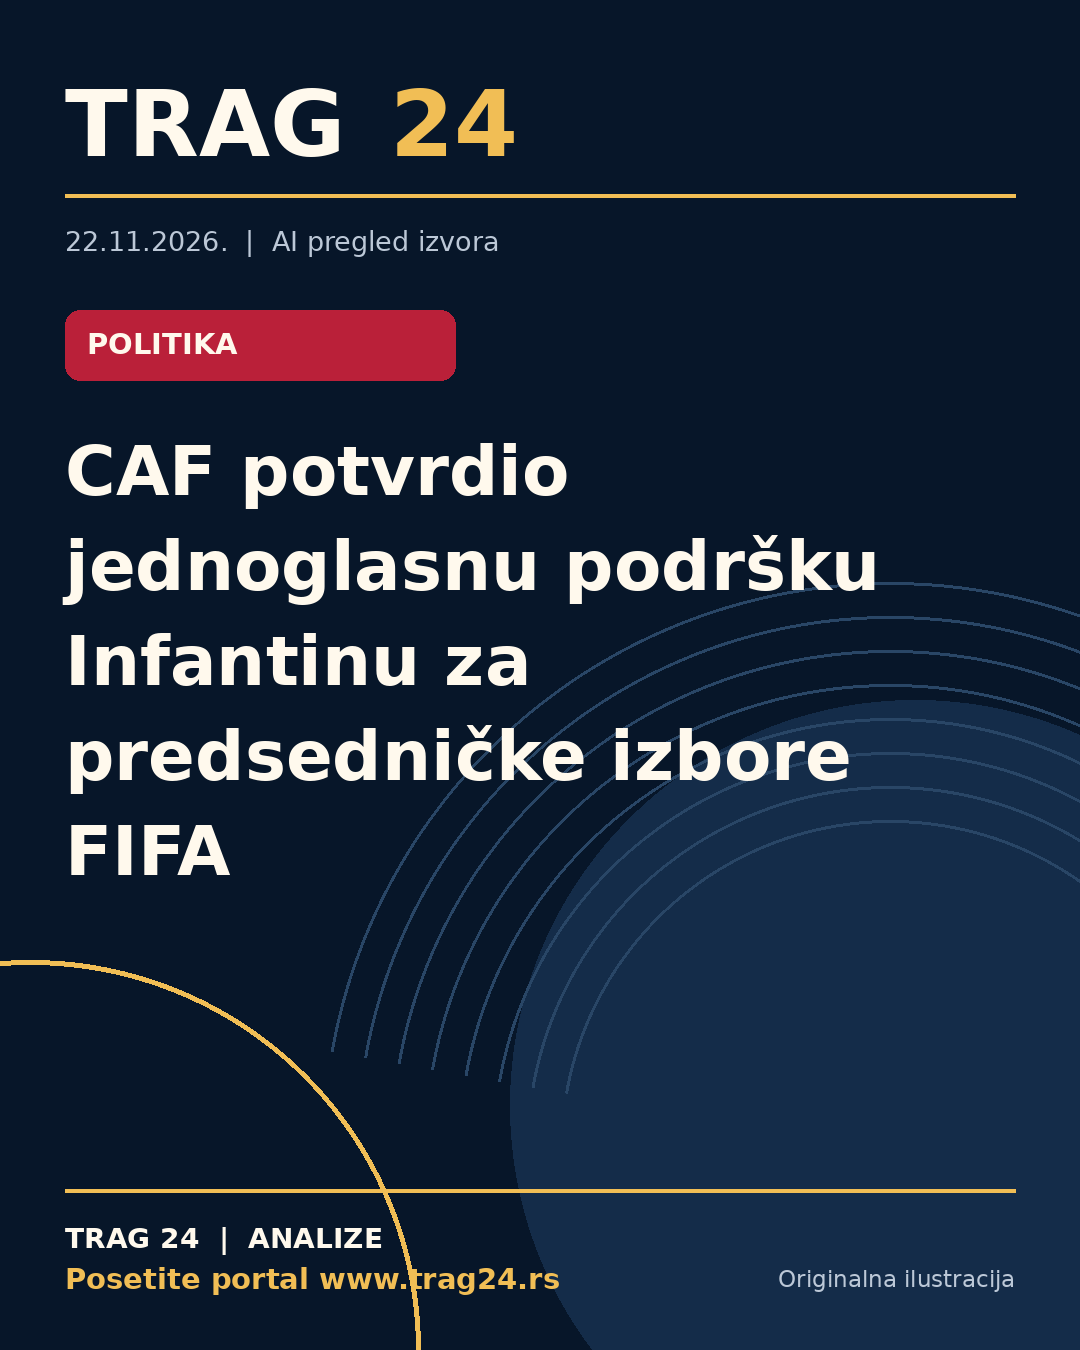 TRAG 24
22.11.2026. | AI pregled izvora
POLITIKA
CAF potvrdio
jednoglasnu podršku
Infantinu za
predsedničke izbore
FIFA
TRAG 24 | ANALIZE
Posetite portal www.trag24.rs
Originalna ilustracija